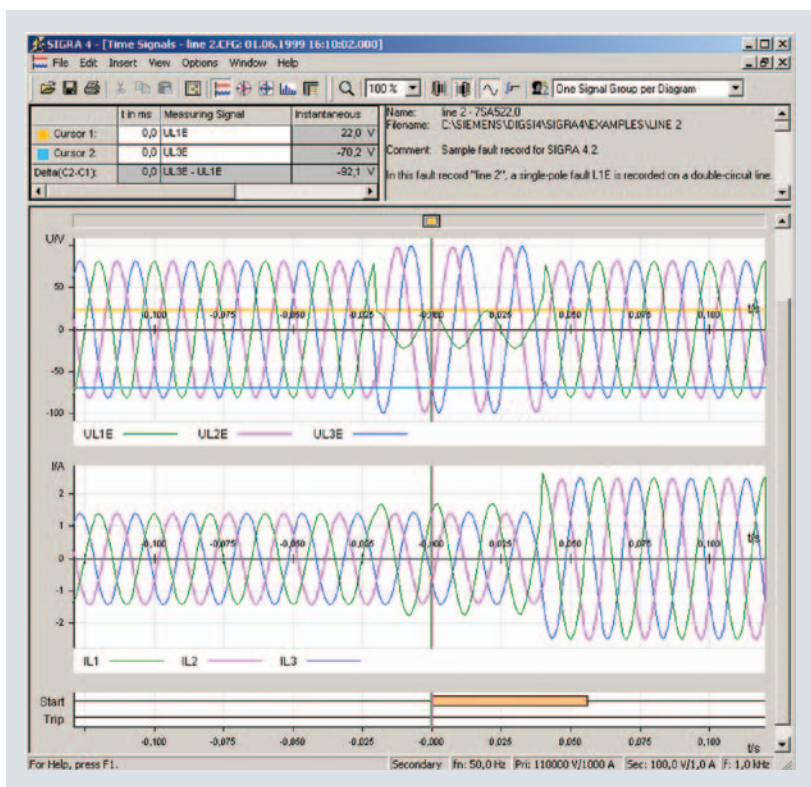 SIGRA 4 - [Time Signals - line 2.CFG: 01.06.1999 16:10:02.000]
File Edit Insert View Options Window Help
100 % One Signal Group per Diagram
t in ms Measuring Signal Instantaneous
Cursor 1: 0,0 UL1E 22,0 V
Cursor 2: 0,0 UL3E -70,2 V
Delta(C2-C1): 0,0 UL3E - UL1E -92,1 V
Name: line 2 - 7SA522,0
Filename: C:\SIEMENS\DIGSI4\SIGRA4\EXAMPLES\LINE 2
Comment: Sample fault record for SIGRA 4.2.
In this fault record "line 2", a single-pole fault L1E is recorded on a double-circuit line.
U/V
50
0
-50
-100
-0,100 -0,075 -0,050 -0,025 -0,000 0,025 0,050 0,075 0,100 t/s
UL1E UL2E UL3E
I/A
2
1
0
-1
-2
-0,100 -0,075 -0,050 -0,025 -0,000 0,025 0,050 0,075 0,100 t/s
IL1 IL2 IL3
Start
Trip
-0,100 -0,075 -0,050 -0,025 -0,000 0,025 0,050 0,075 0,100 t/s
For Help, press F1. Secondary fn: 50,0 Hz Pri: 110000 V/1000 A Sec: 100,0 V/1,0 A F: 1,0 kHz